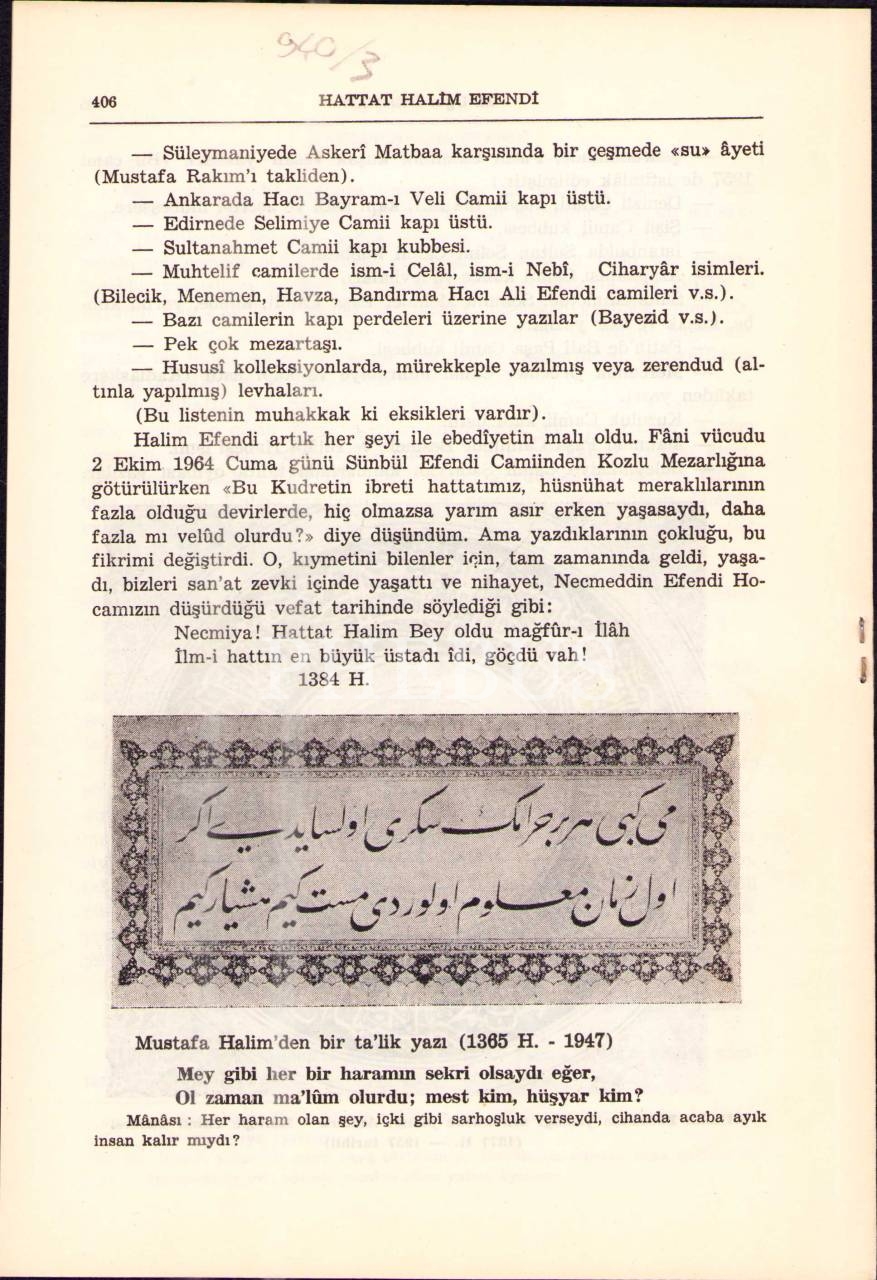 940/3
406 HATTAT HALİM EFENDİ
— Süleymaniyede Askerî Matbaa karşısında bir çeşmede «su» âyeti
(Mustafa Rakım'ı takliden).
— Ankarada Hacı Bayram-ı Veli Camii kapı üstü.
— Edirnede Selimiye Camii kapı üstü.
— Sultanahmet Camii kapı kubbesi.
— Muhtelif camilerde ism-i Celâl, ism-i Nebî, Ciharyâr isimleri.
(Bilecik, Menemen, Havza, Bandırma Hacı Ali Efendi camileri v.s.).
— Bazı camilerin kapı perdeleri üzerine yazılar (Bayezid v.s.).
— Pek çok mezartaşı.
— Hususî kolleksiyonlarda, mürekkeple yazılmış veya zerendud (al-
tınla yapılmış) levhaları.
(Bu listenin muhakkak ki eksikleri vardır).
Halim Efendi artık her şeyi ile ebedîyetin malı oldu. Fâni vücudu
2 Ekim 1964 Cuma günü Sünbül Efendi Camiinden Kozlu Mezarlığına
götürülürken «Bu Kudretin ibreti hattatımız, hüsnühat meraklılarının
fazla olduğu devirlerde, hiç olmazsa yarım asır erken yaşasaydı, daha
fazla mı velûd olurdu?» diye düşündüm. Ama yazdıklarının çokluğu, bu
fikrimi değiştirdi. O, kıymetini bilenler için, tam zamanında geldi, yaşa-
dı, bizleri san'at zevki içinde yaşattı ve nihayet, Necmeddin Efendi Ho-
camızın düşürdüğü vefat tarihinde söylediği gibi:
Necmiya! Hattat Halim Bey oldu mağfûr-ı İlâh
İlm-i hattın en büyük üstadı îdi, göçdü vah!
1384 H.
می کبی هر بر حرامک سکری اولسایدی اکر
اول زمان معلوم اولوردی مست کیم هشیار کیم
Mustafa Halim'den bir ta'lik yazı (1365 H. - 1947)
Mey gibi her bir haramın sekri olsaydı eğer,
Ol zaman ma'lûm olurdu; mest kim, hüşyar kim?
Mânâsı : Her haram olan şey, içki gibi sarhoşluk verseydi, cihanda acaba ayık
insan kalır mıydı?